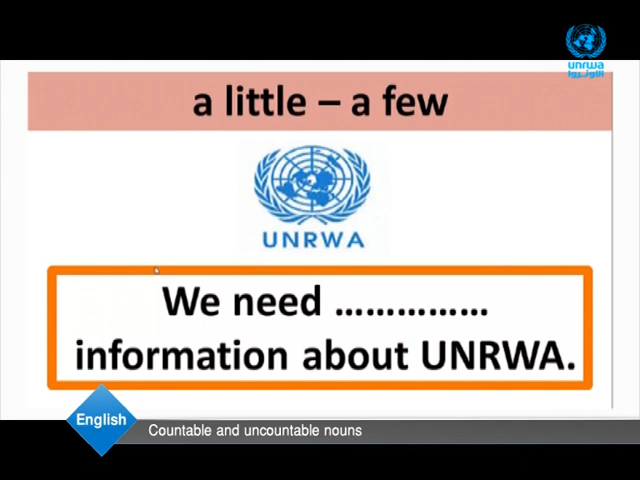 unrwa
الأونروا
a little – a few
UNRWA
We need ……………
information about UNRWA.
English
Countable and uncountable nouns